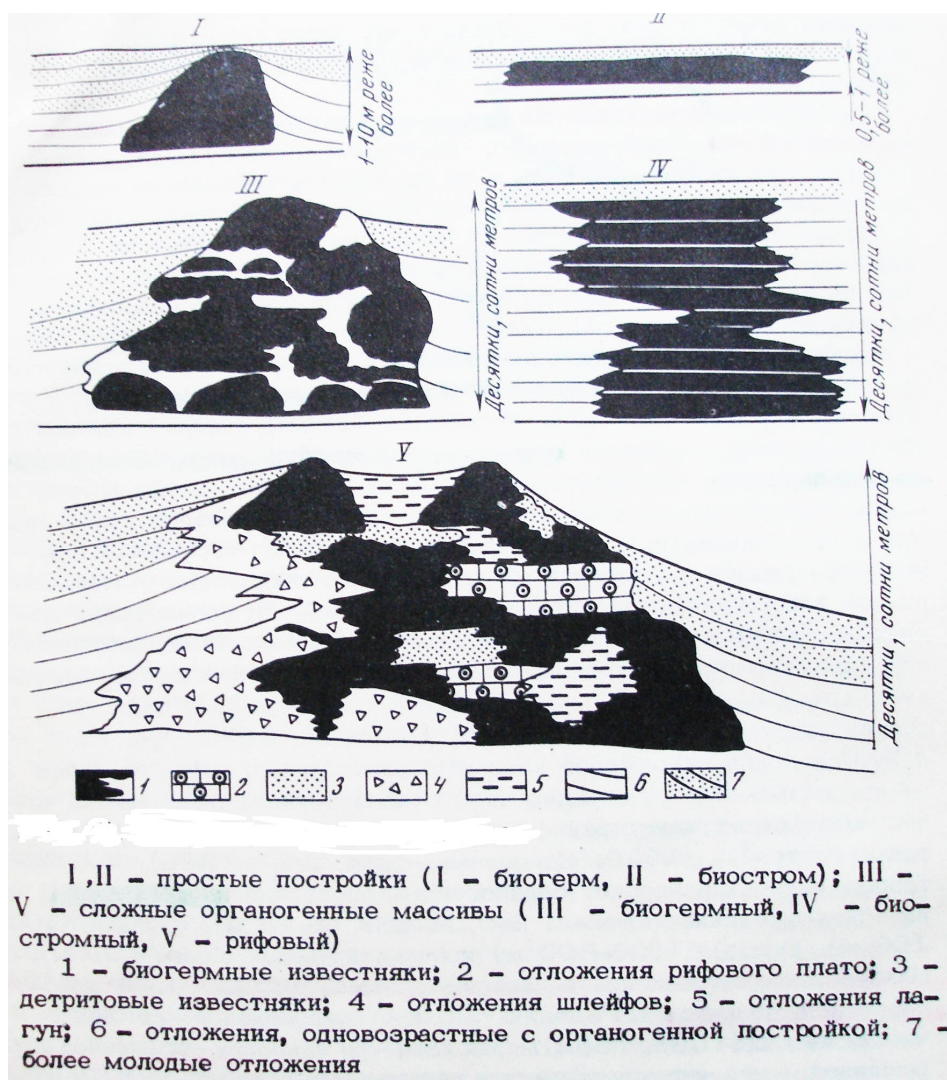 I
II
1-10 м реже
более
0,5-1 реже
более
III
IV
Десятки, сотни метров
Десятки, сотни метров
V
Десятки, сотни метров
1 2 3 4 5 6 7
I,II – простые постройки (I – биогерм, II – биостром); III –
V – сложные органогенные массивы (III – биогермный, IV – био-
стромный, V – рифовый)
1 – биогермные известняки; 2 – отложения рифового плато; 3 –
детритовые известняки; 4 – отложения шлейфов; 5 – отложения ла-
гун; 6 – отложения, одновозрастные с органогенной постройкой; 7 –
более молодые отложения